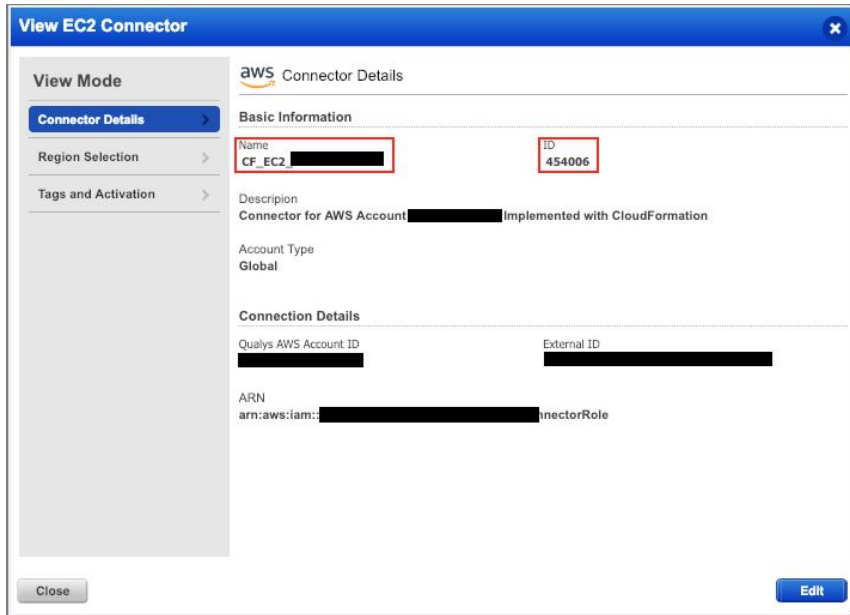 View EC2 Connector
View Mode
Connector Details
Region Selection
Tags and Activation
aws Connector Details
Basic Information
Name
CF_EC2_
ID
454006
Descripion
Connector for AWS Account Implemented with CloudFormation
Account Type
Global
Connection Details
Qualys AWS Account ID
External ID
ARN
arn:aws:iam:: nnectorRole
Close
Edit